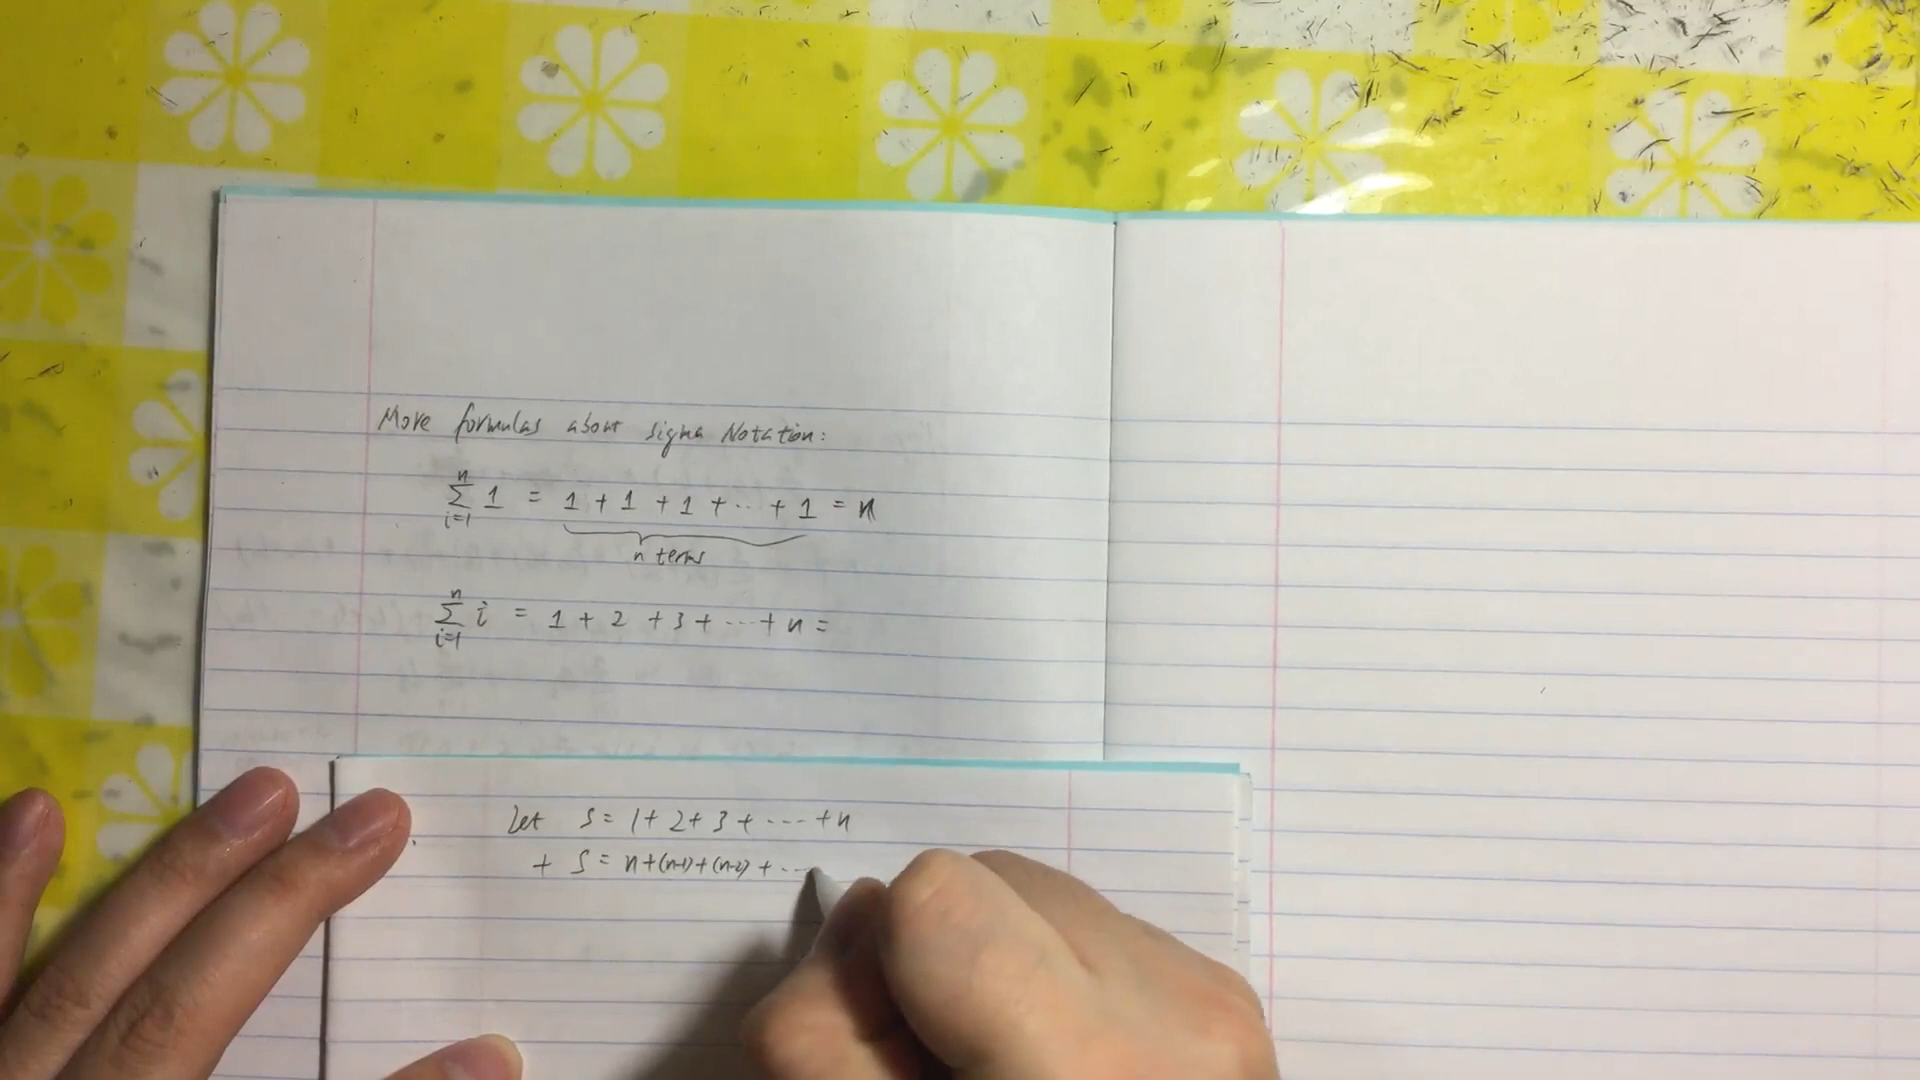 More formulas about Sigma Notation:
n
Σ 1 = 1 + 1 + 1 + ... + 1 = n
i=1
n terms
n
Σ i = 1 + 2 + 3 + ... + n =
i=1
Let S = 1 + 2 + 3 + .... + n
+ S = n + (n-1) + (n-2) + ....